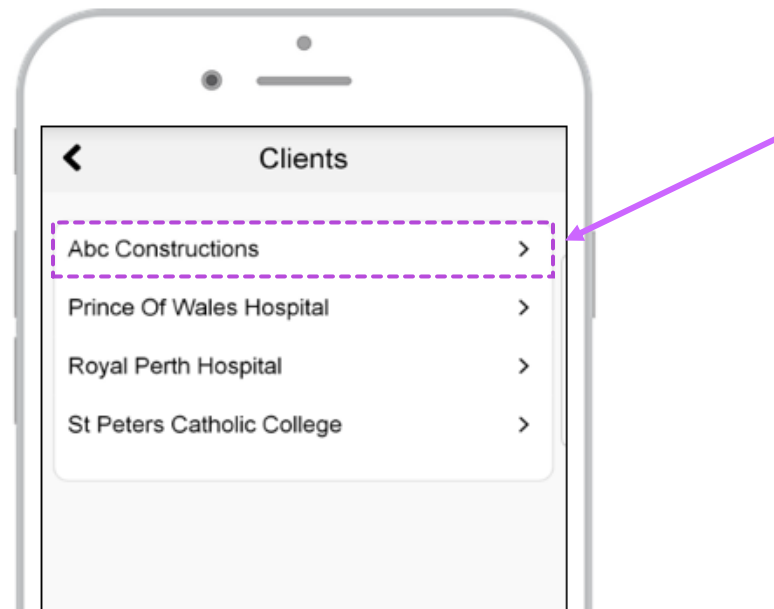 Clients
Abc Constructions
Prince Of Wales Hospital
Royal Perth Hospital
St Peters Catholic College